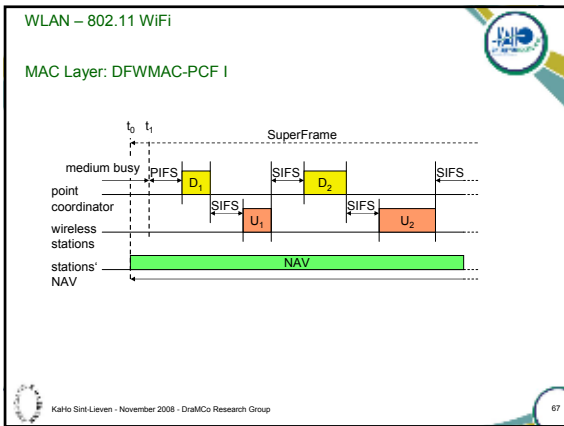 WLAN – 802.11 WiFi
MAC Layer: DFWMAC-PCF I
t0 t1
SuperFrame
medium busy PIFS D1 SIFS D2 SIFS
point
coordinator
SIFS U1 SIFS U2
wireless
stations
stations‘
NAV
NAV
KaHo Sint-Lieven - November 2008 - DraMCo Research Group
67